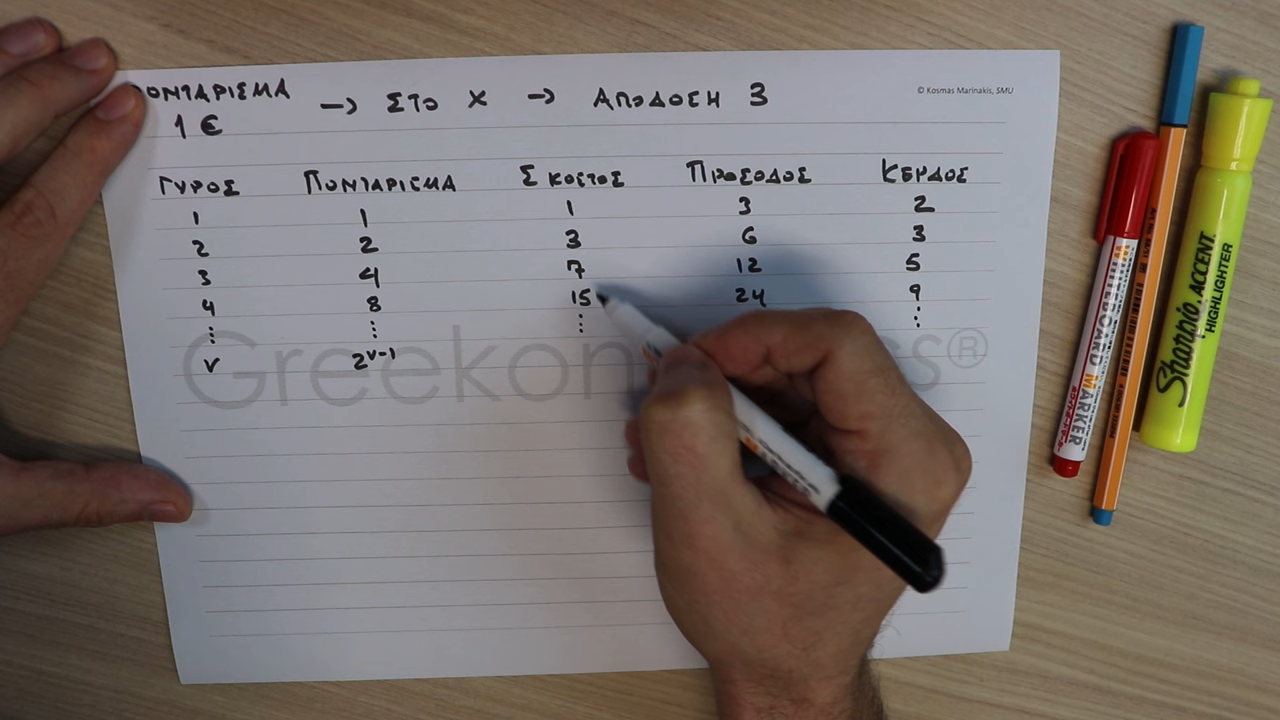 ΠΟΝΤΑΡΙΣΜΑ → ΣΤΟ Χ → ΑΠΟΔΟΣΗ 3
1 €
© Kosmas Marinakis, SMU
ΓΥΡΟΣ ΠΟΝΤΑΡΙΣΜΑ Σ ΚΟΣΤΟΣ ΠΡΟΣΟΔΟΣ ΚΕΡΔΟΣ
1 1 1 3 2
2 2 3 6 3
3 4 7 12 5
4 8 15 24 9
⋮ ⋮ ⋮ ⋮
ν 2^ν-1
Greekonomics®
WHITEBOARD MARKER
Sharpie ACCENT
HIGHLIGHTER